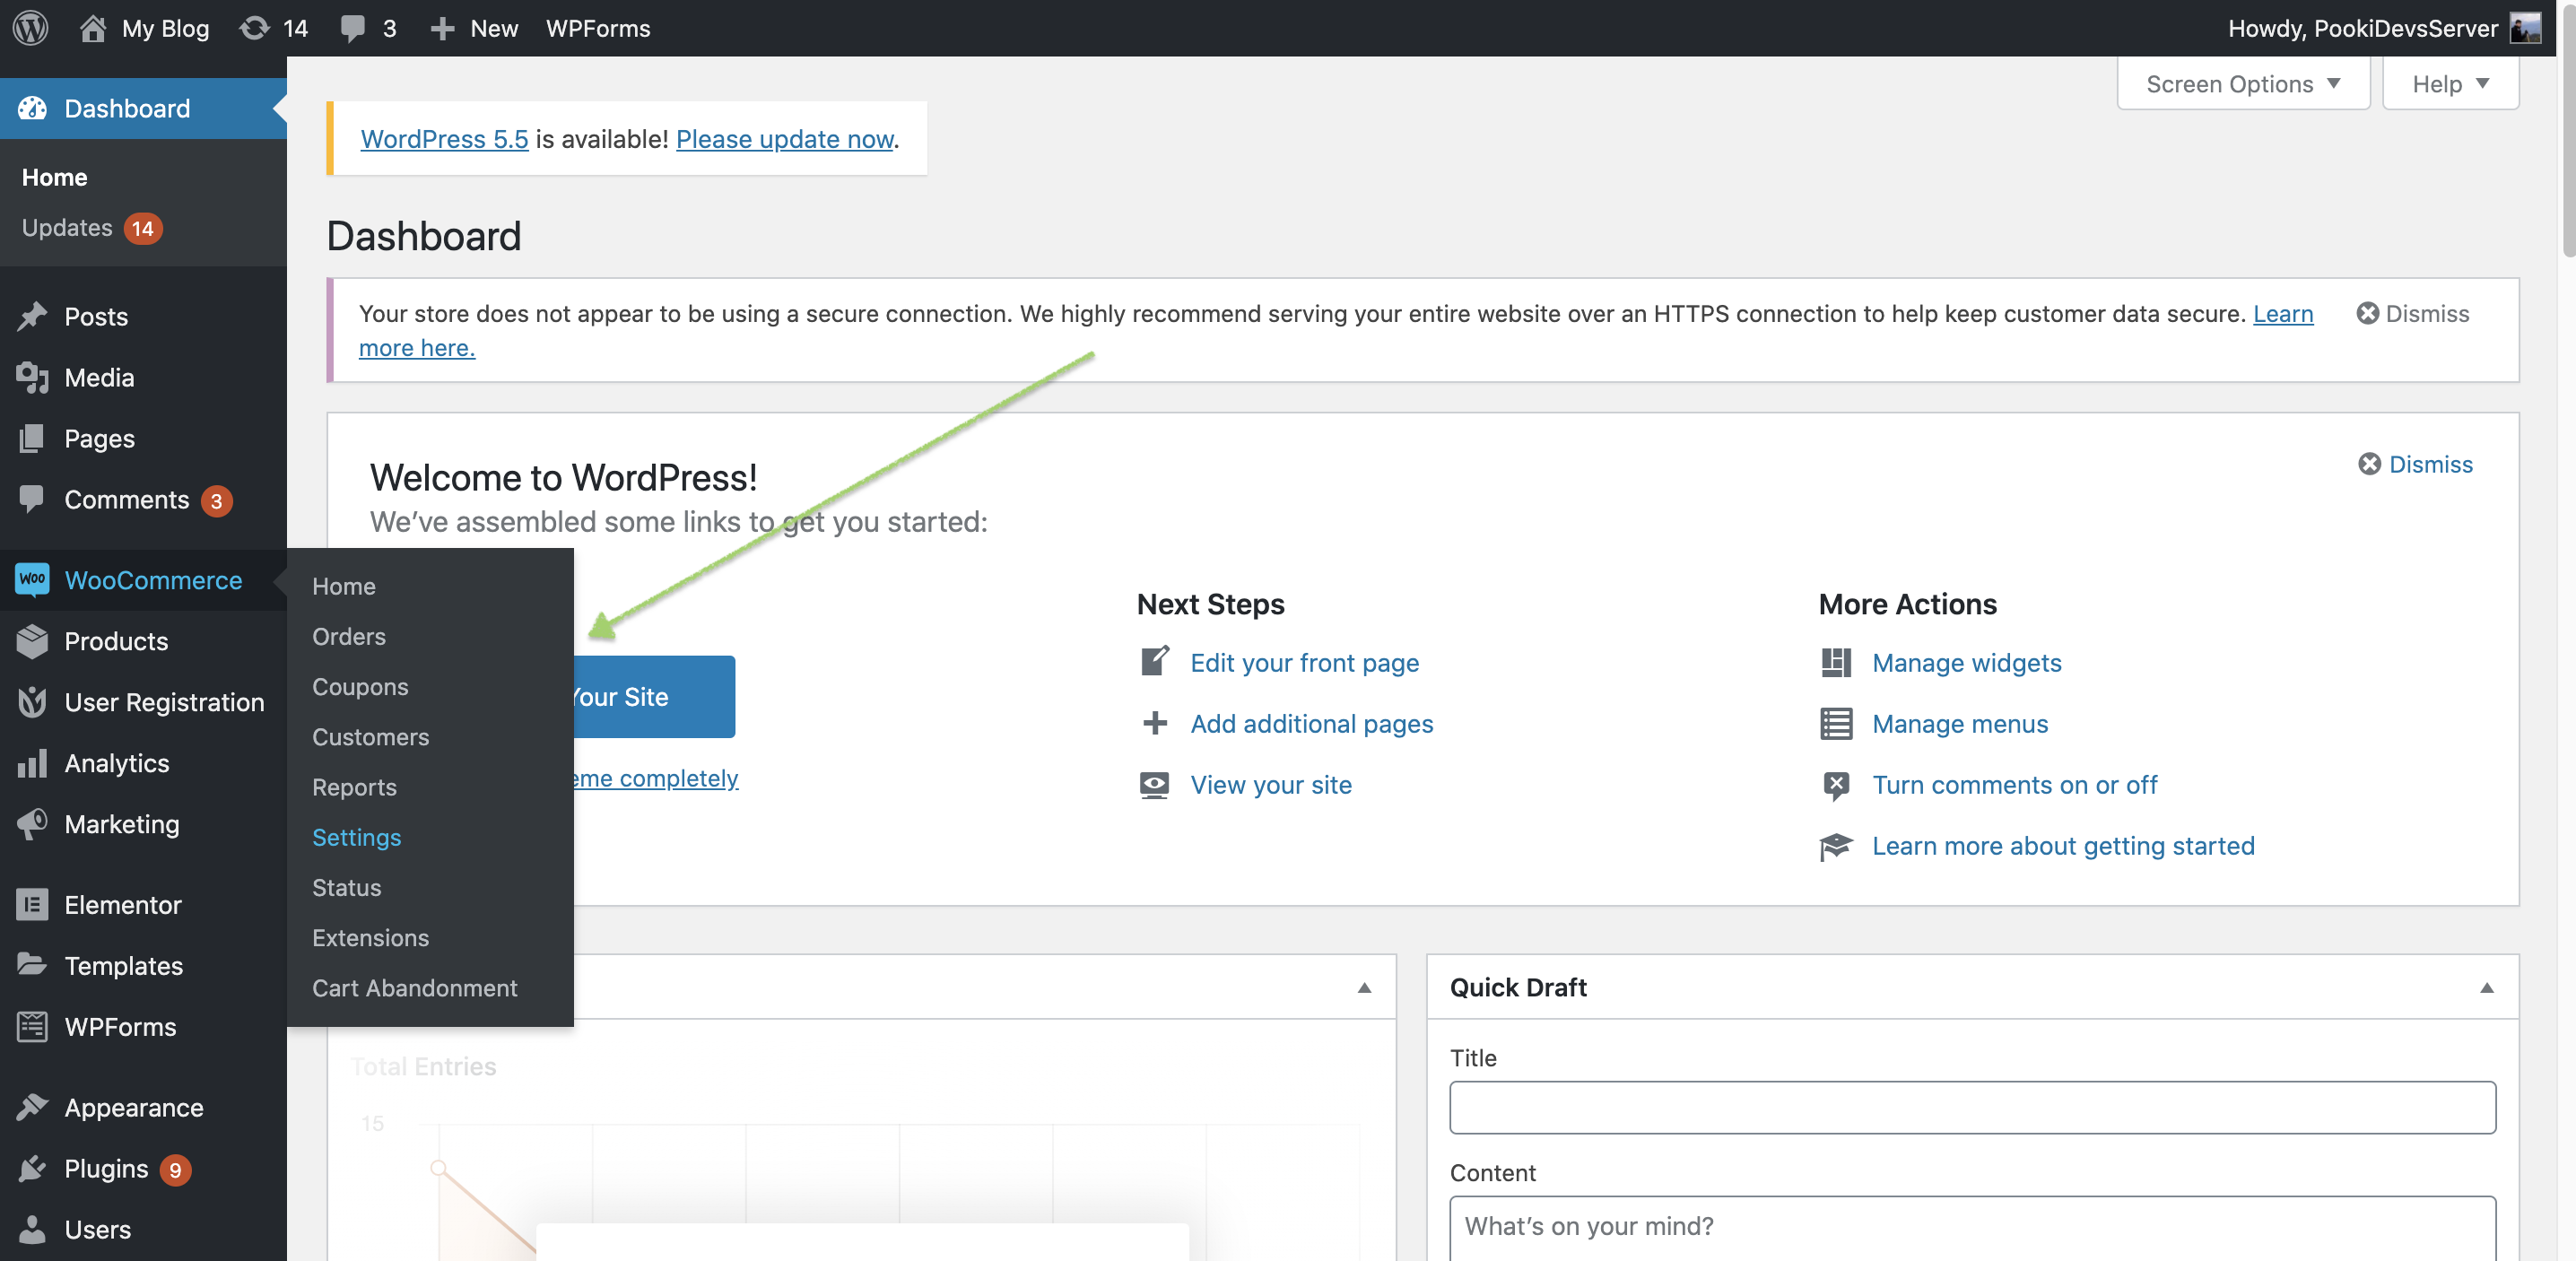 My Blog 14 3 New WPForms Howdy, PookiDevsServer
Screen Options Help
Dashboard
Home
Updates 14
Posts
Media
Pages
Comments 3
Woo WooCommerce
Products
User Registration
Analytics
Marketing
Elementor
Templates
WPForms
Appearance
Plugins 9
Users
Home
Orders
Coupons
Customers
Reports
Settings
Status
Extensions
Cart Abandonment
WordPress 5.5 is available! Please update now.
Dashboard
Your store does not appear to be using a secure connection. We highly recommend serving your entire website over an HTTPS connection to help keep customer data secure. Learn
more here.
Dismiss
Welcome to WordPress!
We’ve assembled some links to get you started:
Dismiss
Your Site
eme completely
Next Steps
Edit your front page
Add additional pages
View your site
More Actions
Manage widgets
Manage menus
Turn comments on or off
Learn more about getting started
Total Entries
15
Quick Draft
Title
Content
What’s on your mind?